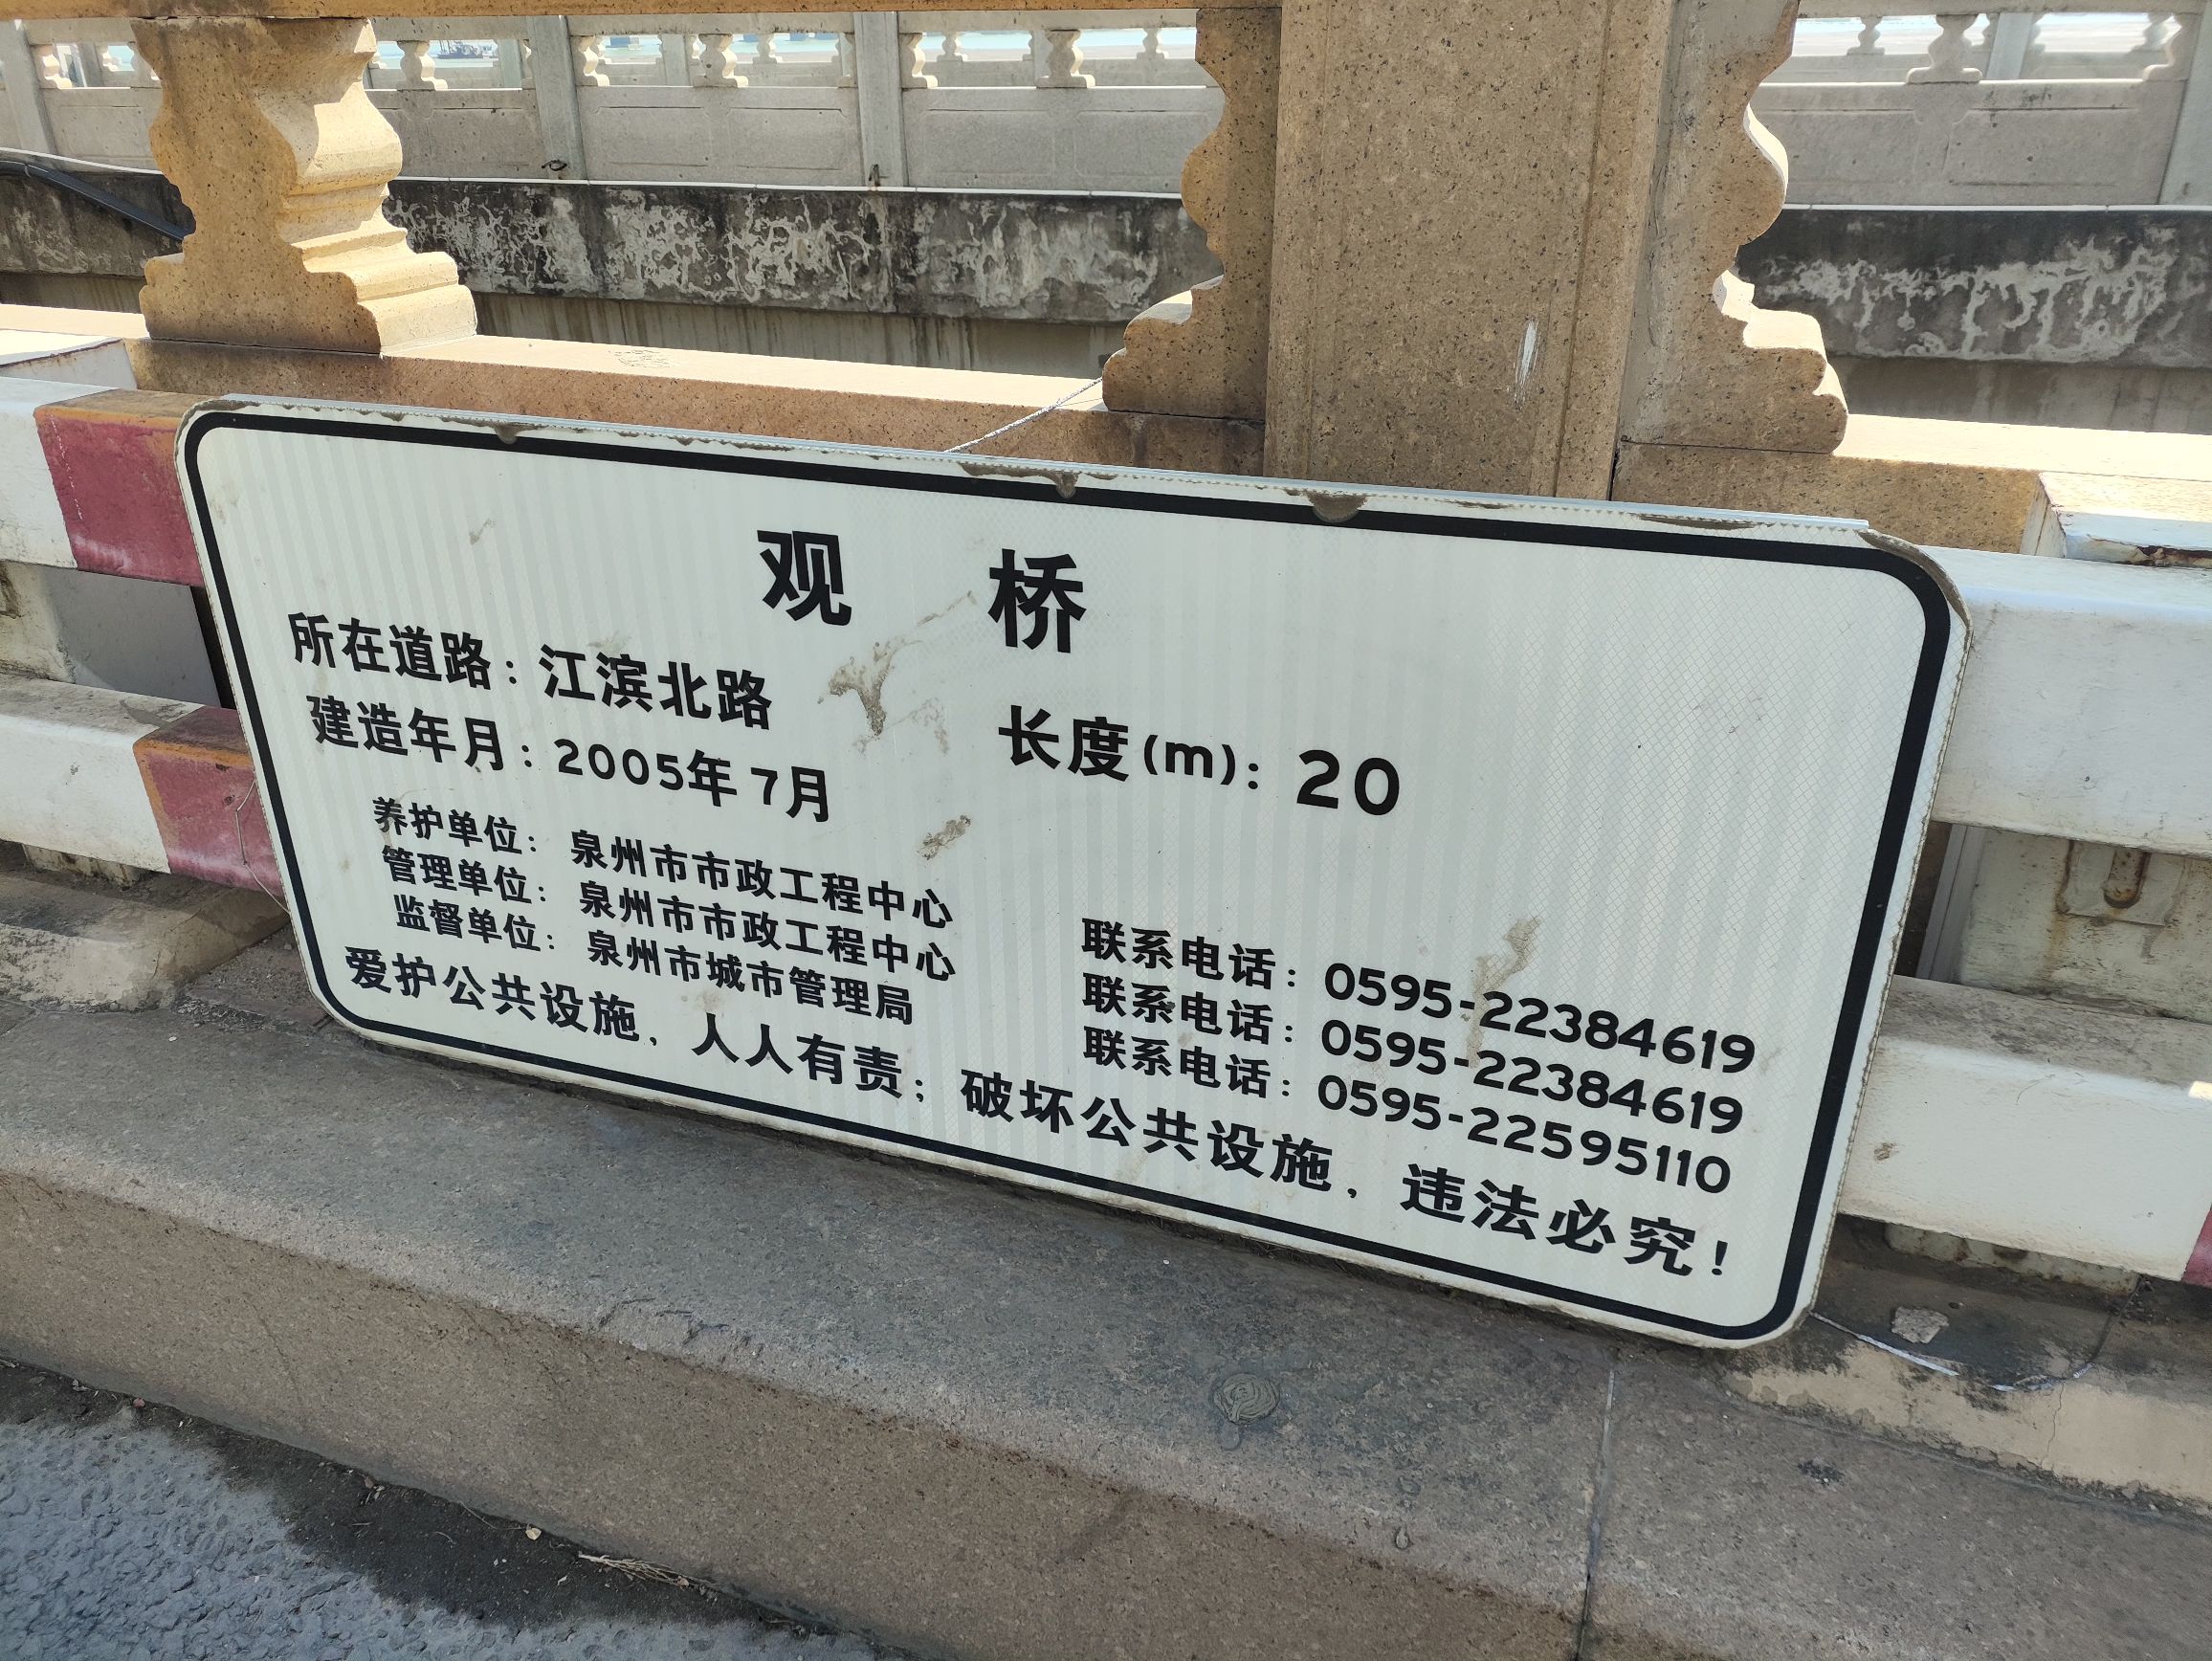 观 桥
所在道路：江滨北路
建造年月：2005年7月 长度(m)：20
养护单位：泉州市市政工程中心 联系电话：0595-22384619
管理单位：泉州市市政工程中心 联系电话：0595-22384619
监督单位：泉州市城市管理局 联系电话：0595-22595110
爱护公共设施，人人有责；破坏公共设施，违法必究！